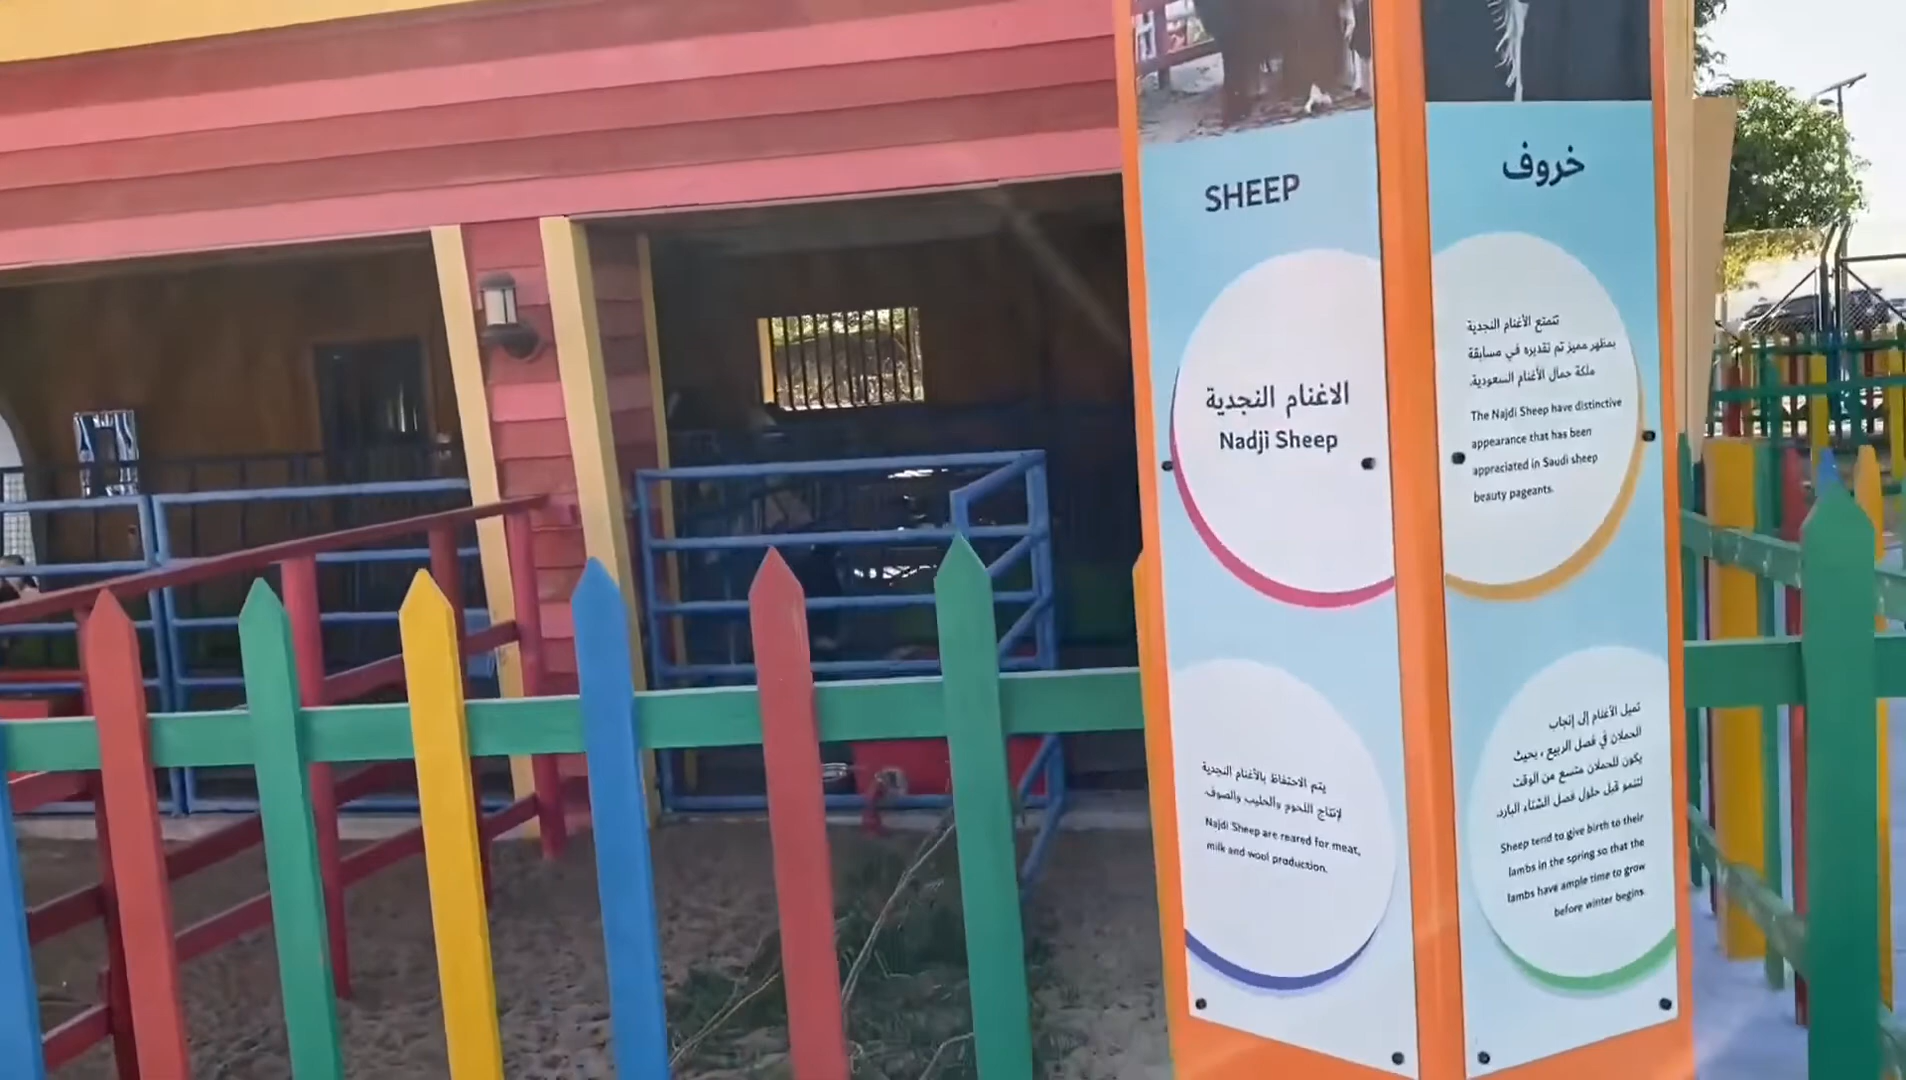 SHEEP
الاغنام النجدية
Nadji Sheep
يتم الاحتفاظ بالأغنام النجدية
لإنتاج اللحوم والحليب والصوف.
Najdi Sheep are reared for meat,
milk and wool production.
خروف
تتمتع الأغنام النجدية
بمظهر مميز تم تقديره في مسابقة
ملكة جمال الأغنام السعودية.
The Najdi Sheep have distinctive
appearance that has been
appreciated in Saudi sheep
beauty pageants.
تميل الأغنام إلى إنجاب
الحملان في فصل الربيع ، بحيث
يكون للحملان متسع من الوقت
لتنمو قبل حلول فصل الشتاء البارد.
Sheep tend to give birth to their
lambs in the spring so that the
lambs have ample time to grow
before winter begins.